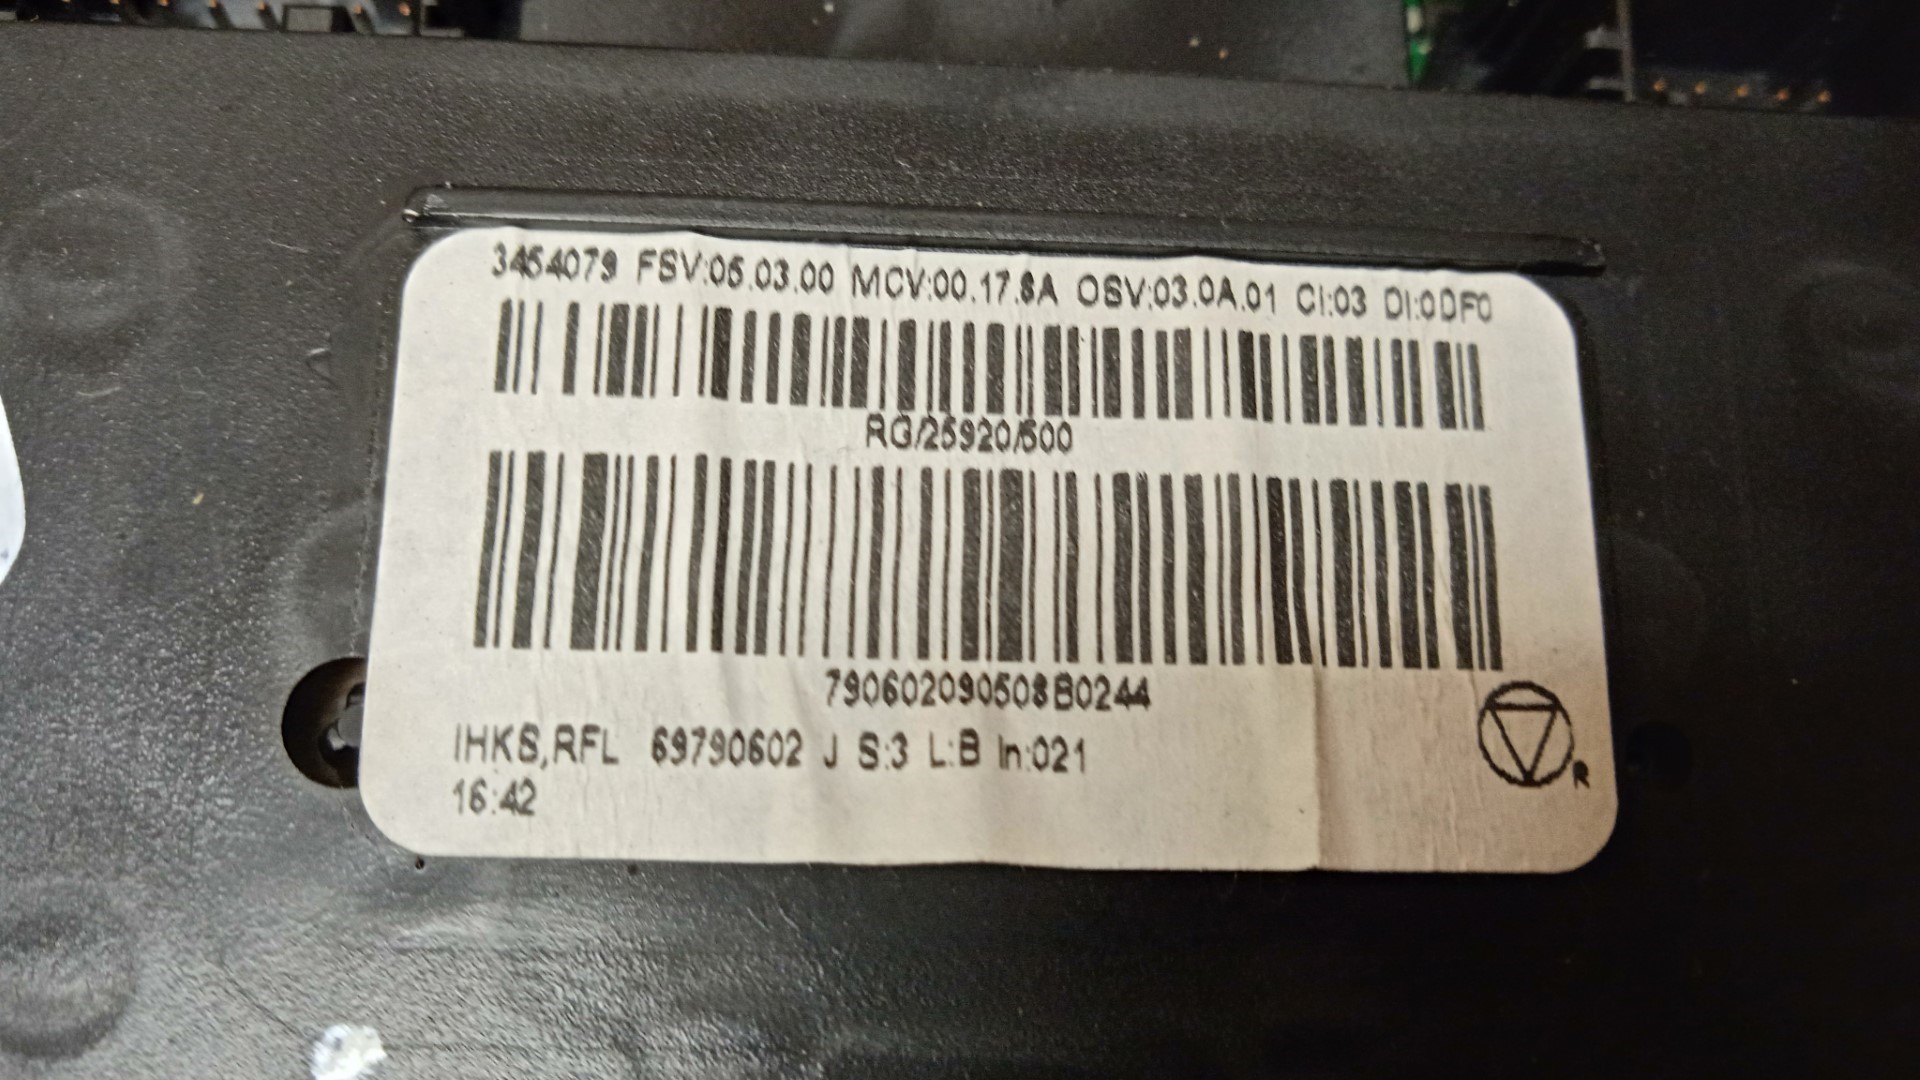 3454079 FSV:05.03.00 MCV:00.17.8A OSV:03.0A.01 CI:03 DI:0DF0
RG/25920/500
790602090508B0244
IHKS,RFL 69790602 J S:3 L:B In:021
16:42
R